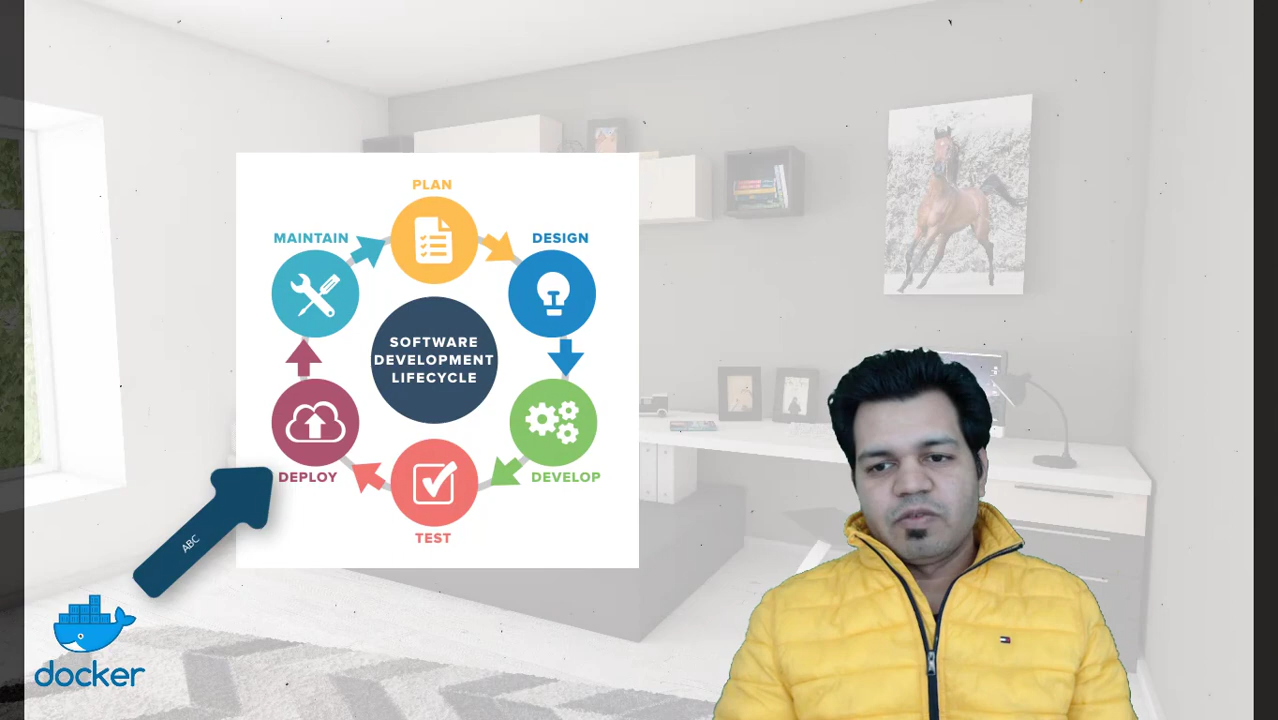 PLAN
MAINTAIN
DESIGN
SOFTWARE
DEVELOPMENT
LIFECYCLE
DEPLOY
DEVELOP
TEST
ABC
docker